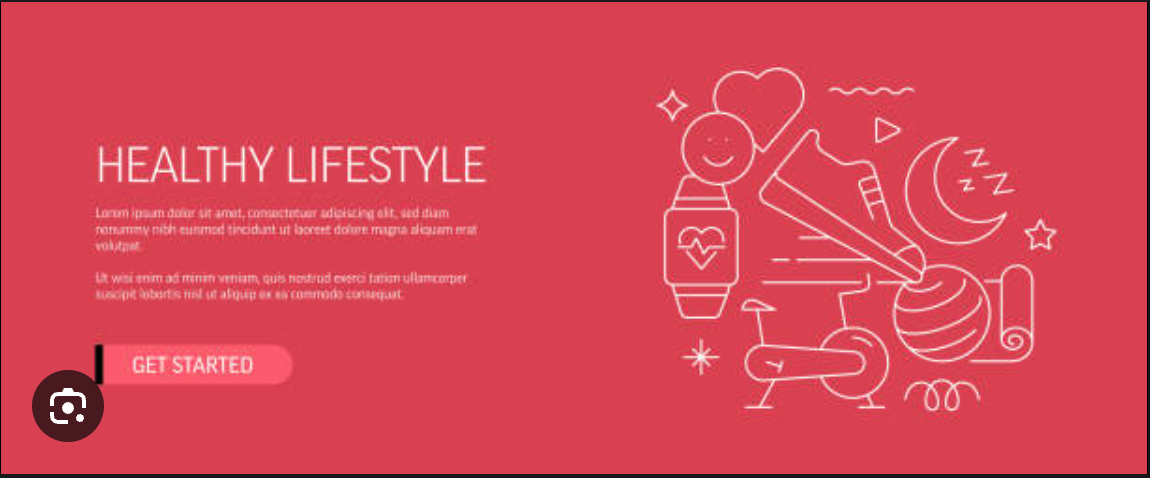 HEALTHY LIFESTYLE
Lorem ipsum dolor sit amet, consectetuer adipiscing elit, sed diam
nonummy nibh euismod tincidunt ut laoreet dolore magna aliquam erat
volutpat.
Ut wisi enim ad minim veniam, quis nostrud exerci tation ullamcorper
suscipit lobortis nisl ut aliquip ex ea commodo consequat.
GET STARTED
Z
Z
Z Z